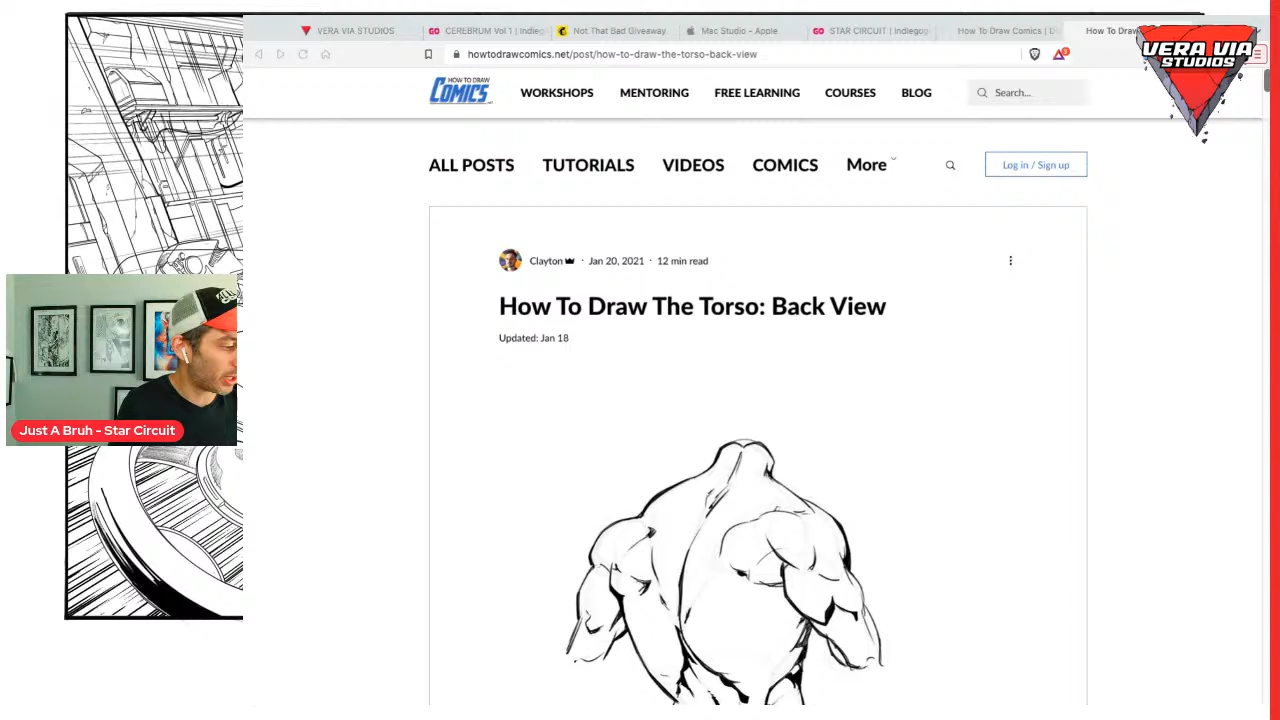 VERA VIA STUDIOS
GO CEREBRUM Vol 1 | Indieg
Not That Bad Giveaway
Mac Studio - Apple
GO STAR CIRCUIT | Indiegog
How To Draw Comics | D
How To Draw
howtodrawcomics.net/post/how-to-draw-the-torso-back-view
3
VERA VIA
STUDIOS
HOW TO DRAW
COMICS.NET
WORKSHOPS
MENTORING
FREE LEARNING
COURSES
BLOG
Search...
ALL POSTS
TUTORIALS
VIDEOS
COMICS
More
Log in / Sign up
Clayton · Jan 20, 2021 · 12 min read
How To Draw The Torso: Back View
Updated: Jan 18
Just A Bruh - Star Circuit